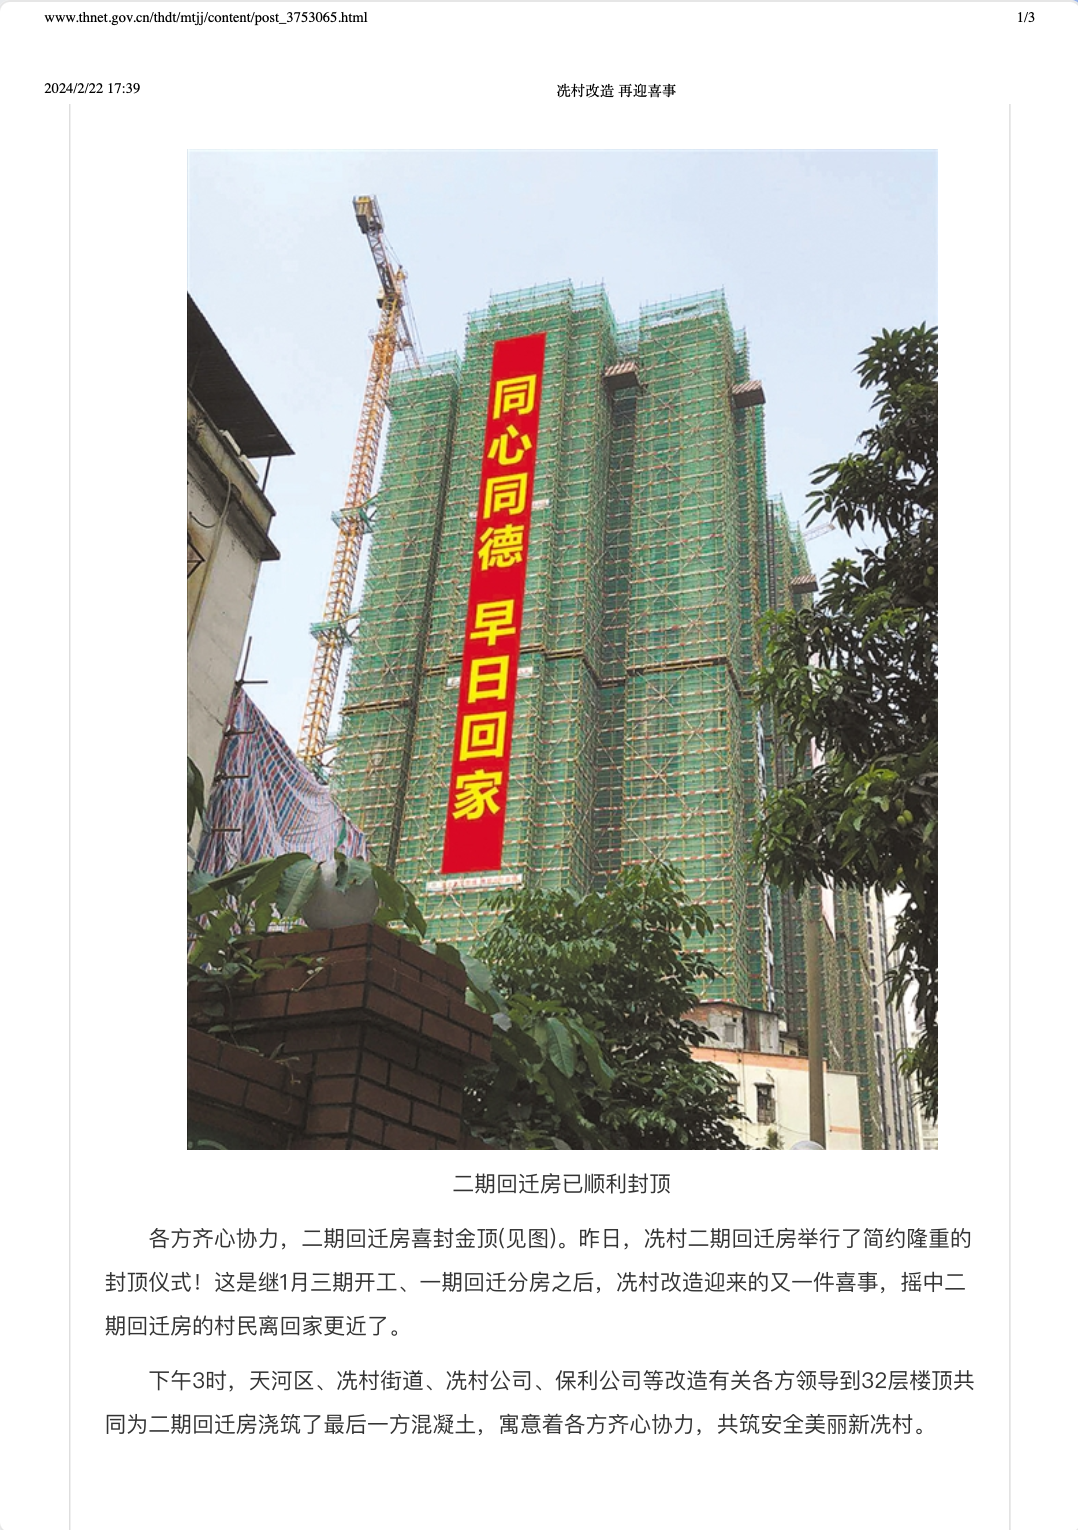 www.thnet.gov.cn/thdt/mtjj/content/post_3753065.html 1/3
2024/2/22 17:39 冼村改造 再迎喜事
同心同德 早日回家
二期回迁房已顺利封顶
各方齐心协力，二期回迁房喜封金顶(见图)。昨日，冼村二期回迁房举行了简约隆重的
封顶仪式！这是继1月三期开工、一期回迁分房之后，冼村改造迎来的又一件喜事，摇中二
期回迁房的村民离回家更近了。
下午3时，天河区、冼村街道、冼村公司、保利公司等改造有关各方领导到32层楼顶共
同为二期回迁房浇筑了最后一方混凝土，寓意着各方齐心协力，共筑安全美丽新冼村。